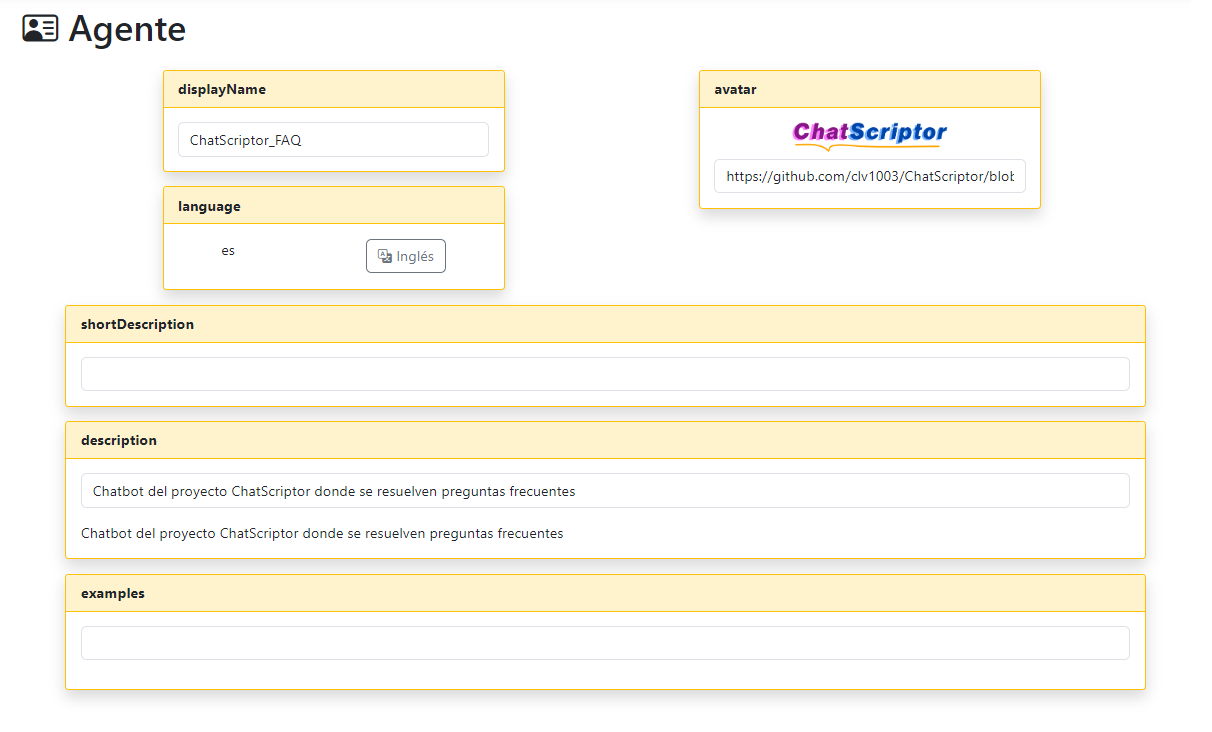 Agente
displayName
ChatScriptor_FAQ
avatar
ChatScriptor
https://github.com/clv1003/ChatScriptor/blob
language
es
Inglés
shortDescription
description
Chatbot del proyecto ChatScriptor donde se resuelven preguntas frecuentes
Chatbot del proyecto ChatScriptor donde se resuelven preguntas frecuentes
examples